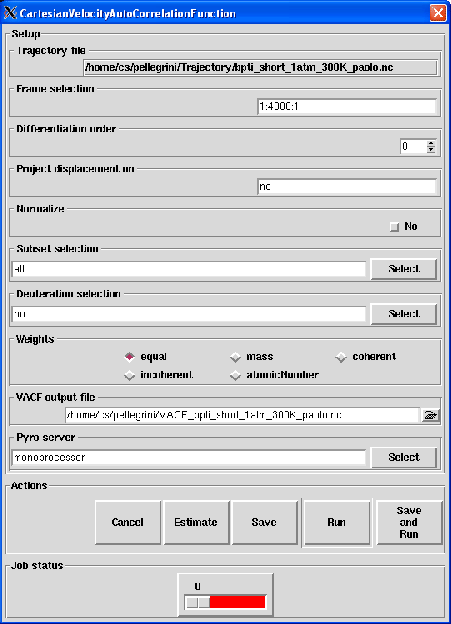 CartesianVelocityAutoCorrelationFunction
Setup
Trajectory file
/home/cs/pellegrini/Trajectory/bpti_short_1atm_300K_paolo.nc
Frame selection
1:4000:1
Differentiation order
0
Project displacement on
no
Normalize
No
Subset selection
all
Select
Deuteration selection
no
Select
Weights
equal mass coherent
incoherent atomicNumber
VACF output file
/home/cs/pellegrini/VACF_bpti_short_1atm_300K_paolo.nc
Pyro server
monoprocessor
Select
Actions
Cancel Estimate Save Run Save and Run
Job status
0